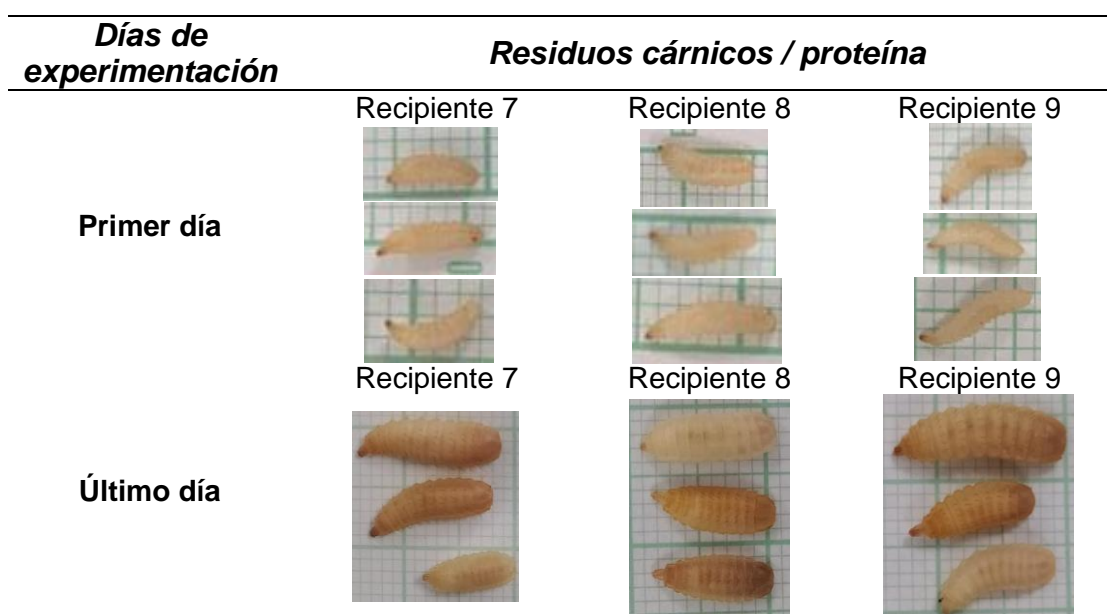 Días de
experimentación
Residuos cárnicos / proteína
Recipiente 7 Recipiente 8 Recipiente 9
Primer día
Recipiente 7 Recipiente 8 Recipiente 9
Último día